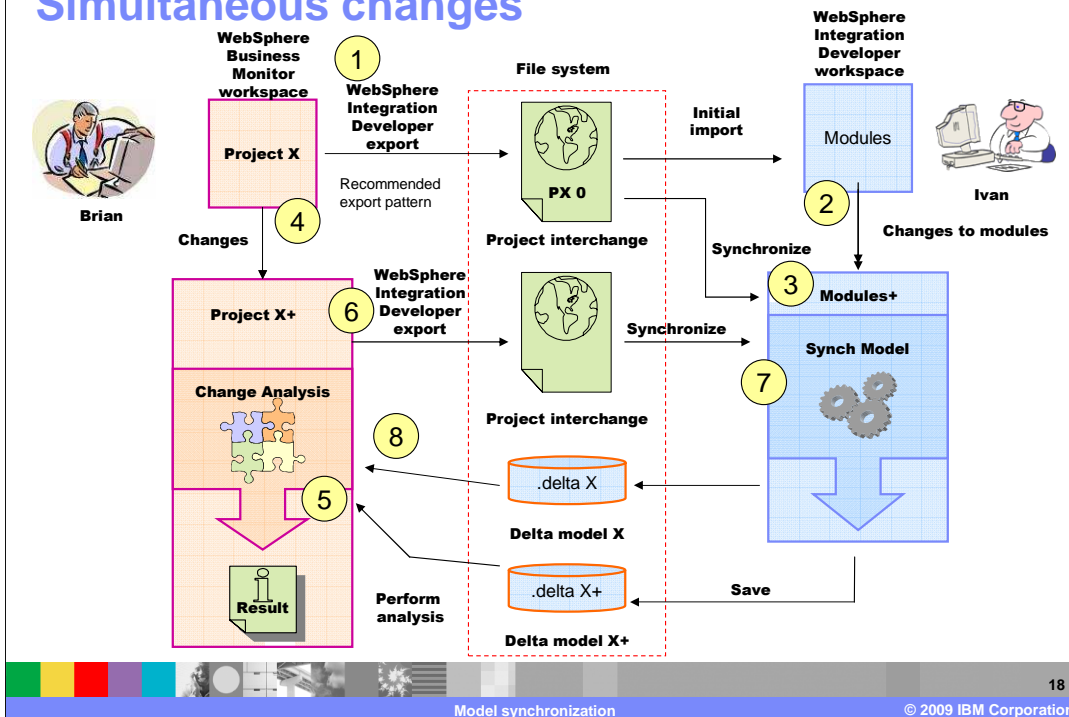 Simultaneous changes
WebSphere
Business
Monitor
workspace
1
WebSphere
Integration
Developer
export
File system
WebSphere
Integration
Developer
workspace
Initial
import
Project X
Modules
Brian
Recommended
export pattern
PX 0
Ivan
4
2
Changes
Project interchange
Changes to modules
Synchronize
WebSphere
Integration
Developer
export
3
Modules+
Project X+
6
Synchronize
Synch Model
Change Analysis
7
Project interchange
8
.delta X
5
Delta model X
Result
Perform
analysis
.delta X+
Save
Delta model X+
18
Model synchronization
© 2009 IBM Corporation